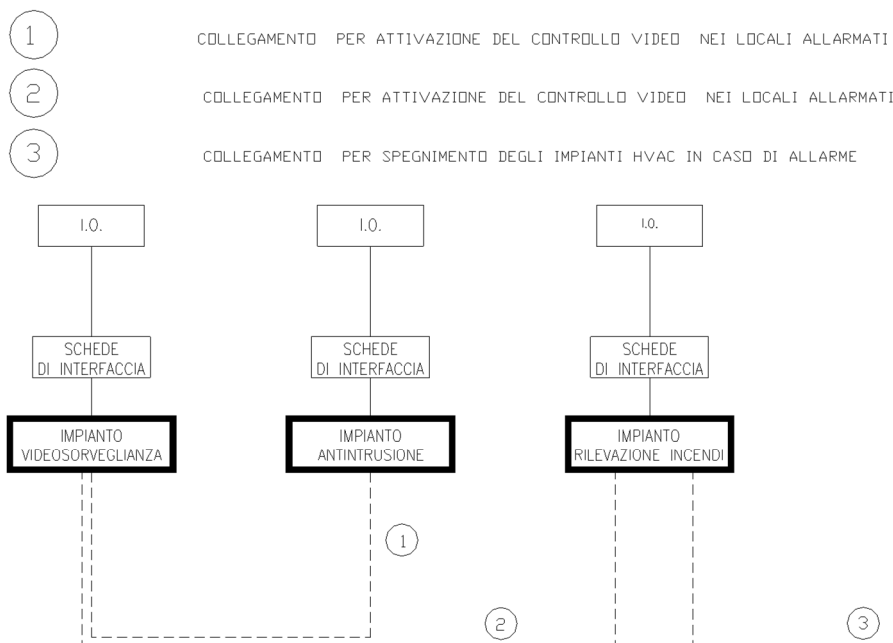 1 COLLEGAMENTO PER ATTIVAZIONE DEL CONTROLLO VIDEO NEI LOCALI ALLARMATI
2 COLLEGAMENTO PER ATTIVAZIONE DEL CONTROLLO VIDEO NEI LOCALI ALLARMATI
3 COLLEGAMENTO PER SPEGNIMENTO DEGLI IMPIANTI HVAC IN CASO DI ALLARME
I.O. I.O. I.O.
SCHEDE SCHEDE SCHEDE
DI INTERFACCIA DI INTERFACCIA DI INTERFACCIA
IMPIANTO IMPIANTO IMPIANTO
VIDEOSORVEGLIANZA ANTINTRUSIONE RILEVAZIONE INCENDI
1
2 3